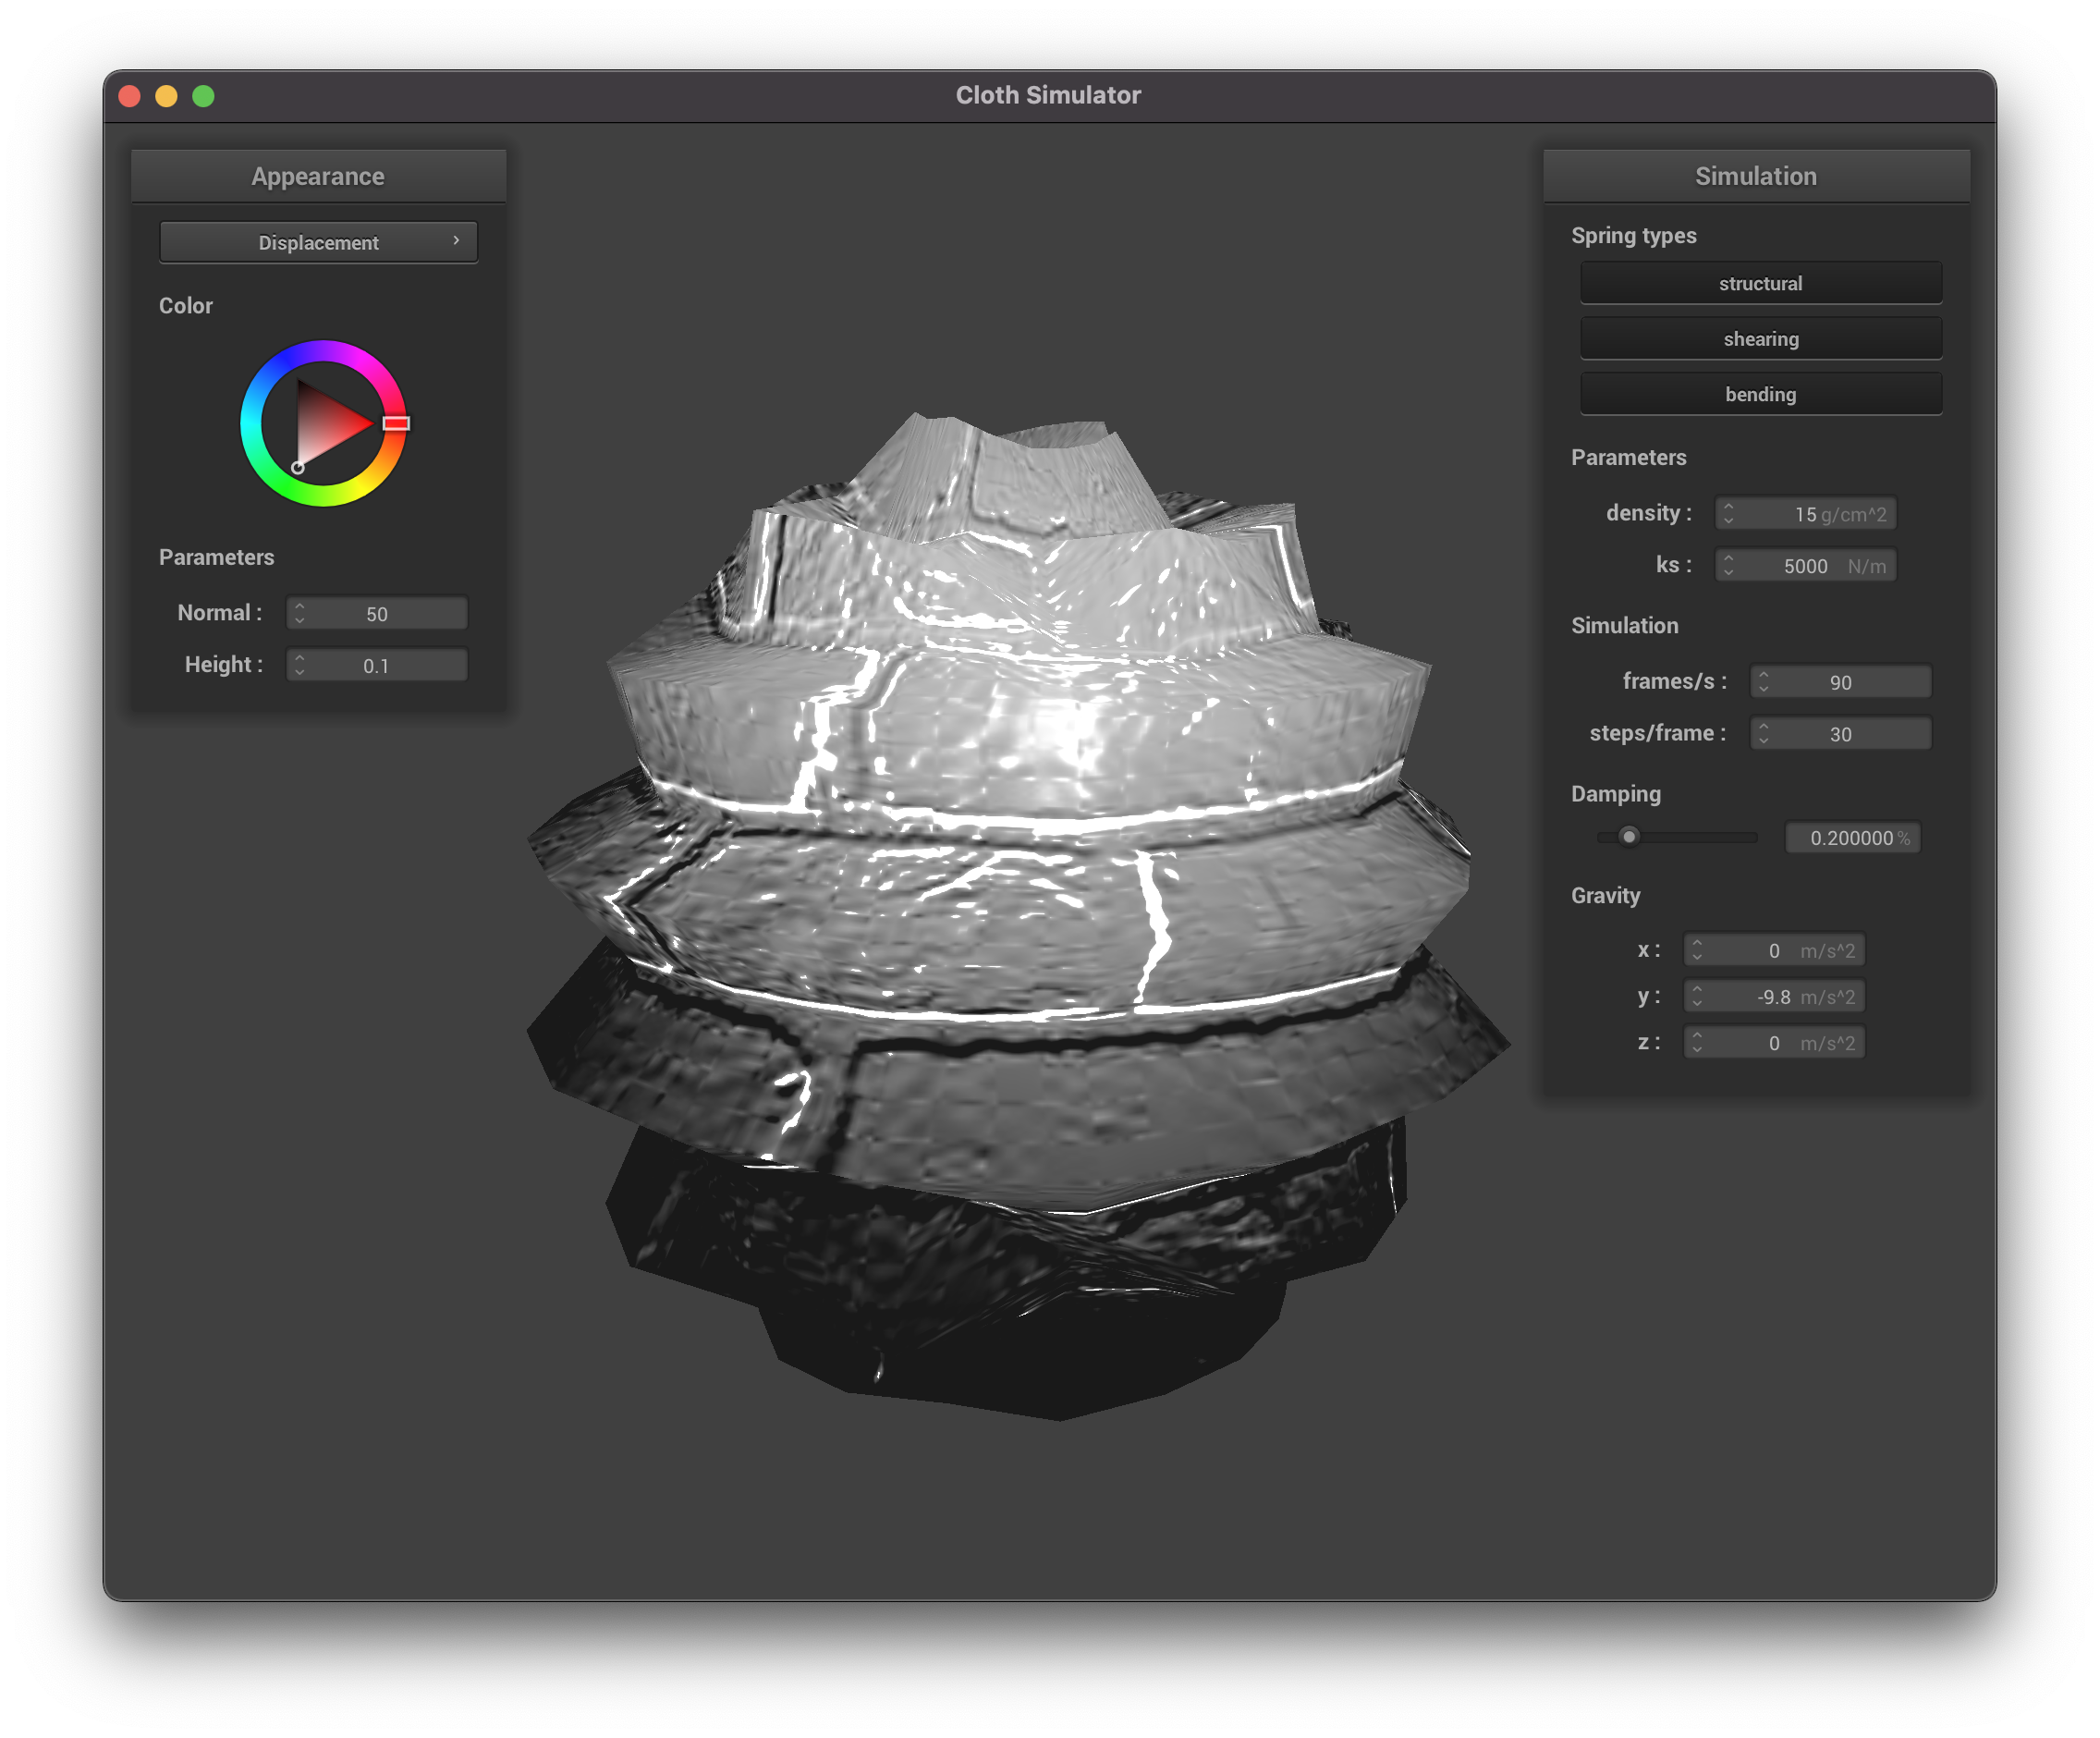 Cloth Simulator
Appearance
Displacement
Color
Parameters
Normal : 50
Height : 0.1
Simulation
Spring types
structural
shearing
bending
Parameters
density : 15 g/cm^2
ks : 5000 N/m
Simulation
frames/s : 90
steps/frame : 30
Damping
0.200000 %
Gravity
x : 0 m/s^2
y : -9.8 m/s^2
z : 0 m/s^2